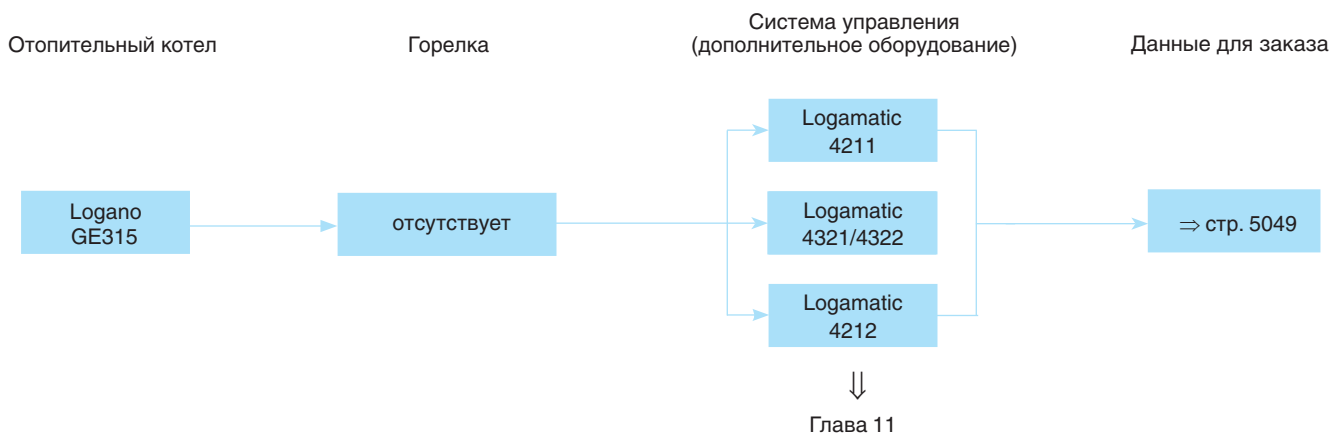 Отопительный котел
Горелка
Система управления
(дополнительное оборудование)
Данные для заказа
Logano
GE315
отсутствует
Logamatic
4211
Logamatic
4321/4322
Logamatic
4212
⇒ стр. 5049
⇓
Глава 11